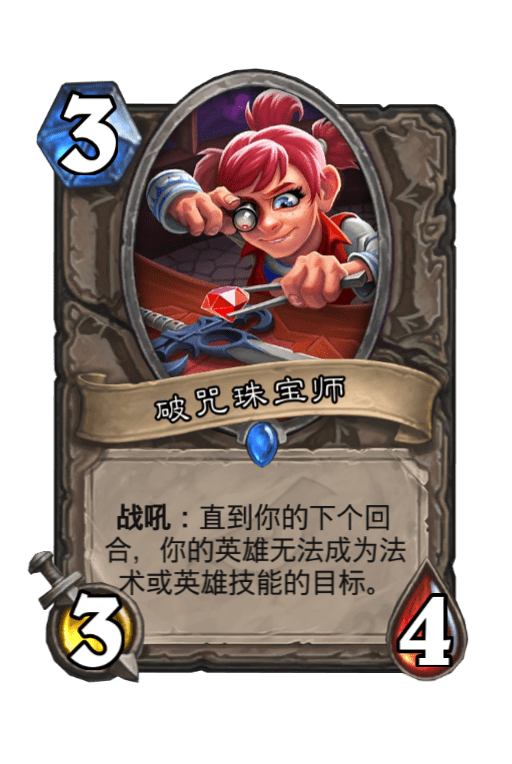 3
破咒珠宝师
战吼：直到你的下个回
合，你的英雄无法成为法
术或英雄技能的目标。
3
4